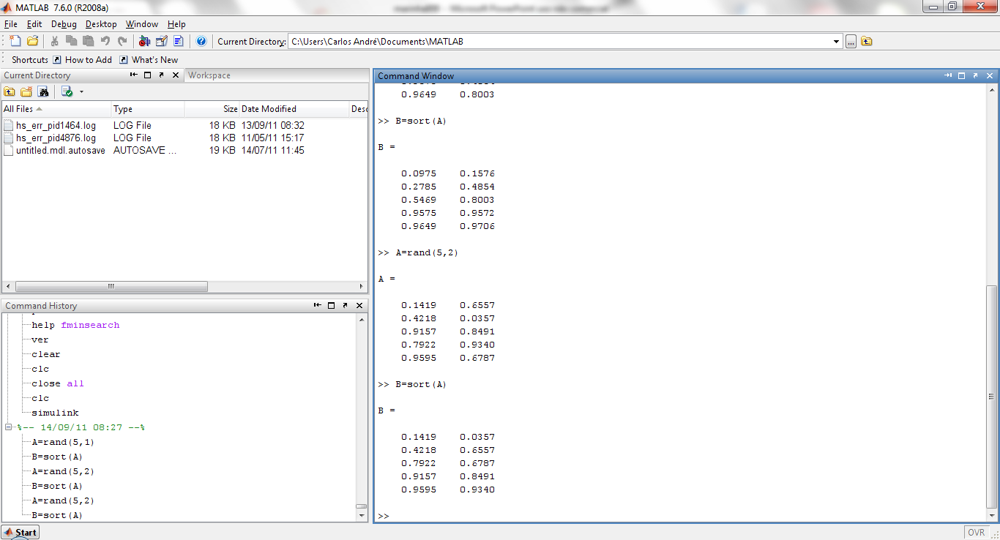 MATLAB 7.6.0 (R2008a)
File Edit Debug Desktop Window Help
Current Directory: C:\Users\Carlos André\Documents\MATLAB ...
Shortcuts How to Add What's New
Current Directory Workspace
All Files Type Size Date Modified Desc
hs_err_pid1464.log LOG File 18 KB 13/09/11 08:32
hs_err_pid4876.log LOG File 18 KB 11/05/11 15:17
untitled.mdl.autosave AUTOSAVE ... 19 KB 14/07/11 11:45
Command History
help fminsearch
ver
clear
clc
close all
clc
simulink
%-- 14/09/11 08:27 --%
A=rand(5,1)
B=sort(A)
A=rand(5,2)
B=sort(A)
A=rand(5,2)
B=sort(A)
Command Window
0.9649 0.8003
>> B=sort(A)
B =
0.0975 0.1576
0.2785 0.4854
0.5469 0.8003
0.9575 0.9572
0.9649 0.9706
>> A=rand(5,2)
A =
0.1419 0.6557
0.4218 0.0357
0.9157 0.8491
0.7922 0.9340
0.9595 0.6787
>> B=sort(A)
B =
0.1419 0.0357
0.4218 0.6557
0.7922 0.6787
0.9157 0.8491
0.9595 0.9340
>>
Start
OVR